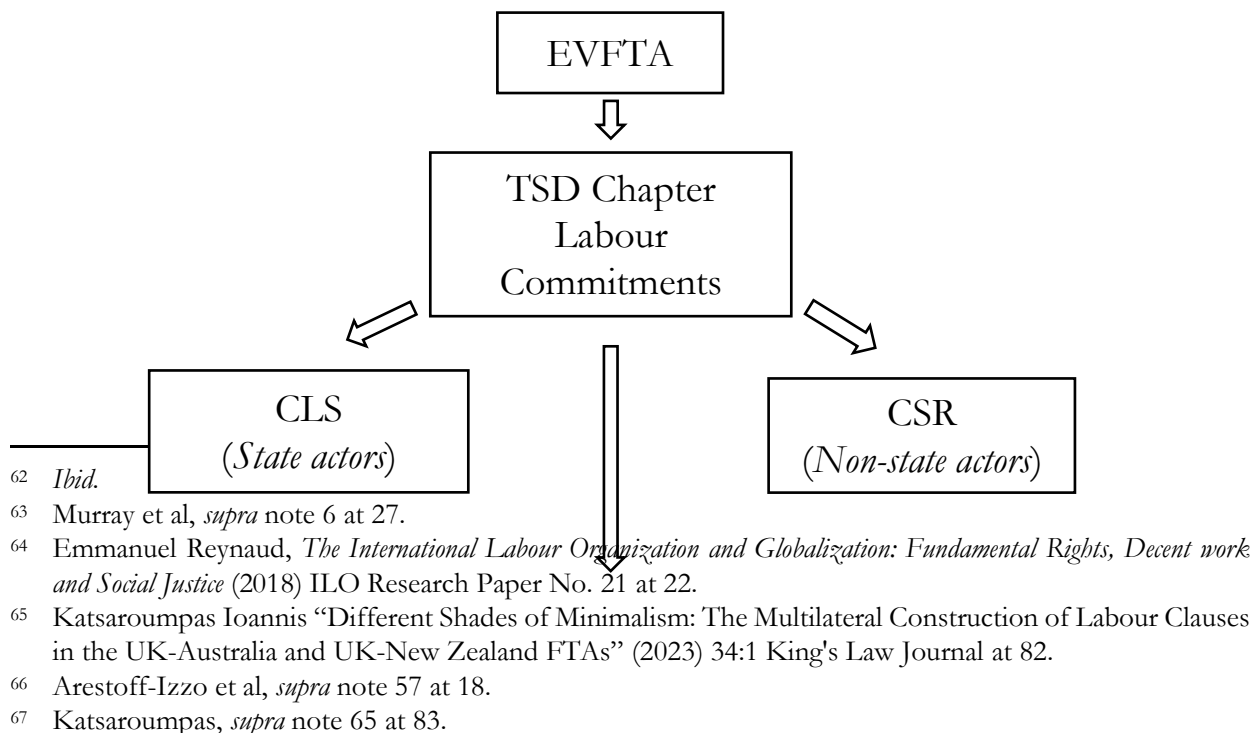 EVFTA
TSD Chapter
Labour
Commitments
CLS
(State actors)
CSR
(Non-state actors)
62 Ibid.
63 Murray et al, supra note 6 at 27.
64 Emmanuel Reynaud, The International Labour Organization and Globalization: Fundamental Rights, Decent work
and Social Justice (2018) ILO Research Paper No. 21 at 22.
65 Katsaroumpas Ioannis “Different Shades of Minimalism: The Multilateral Construction of Labour Clauses
in the UK-Australia and UK-New Zealand FTAs” (2023) 34:1 King's Law Journal at 82.
66 Arestoff-Izzo et al, supra note 57 at 18.
67 Katsaroumpas, supra note 65 at 83.